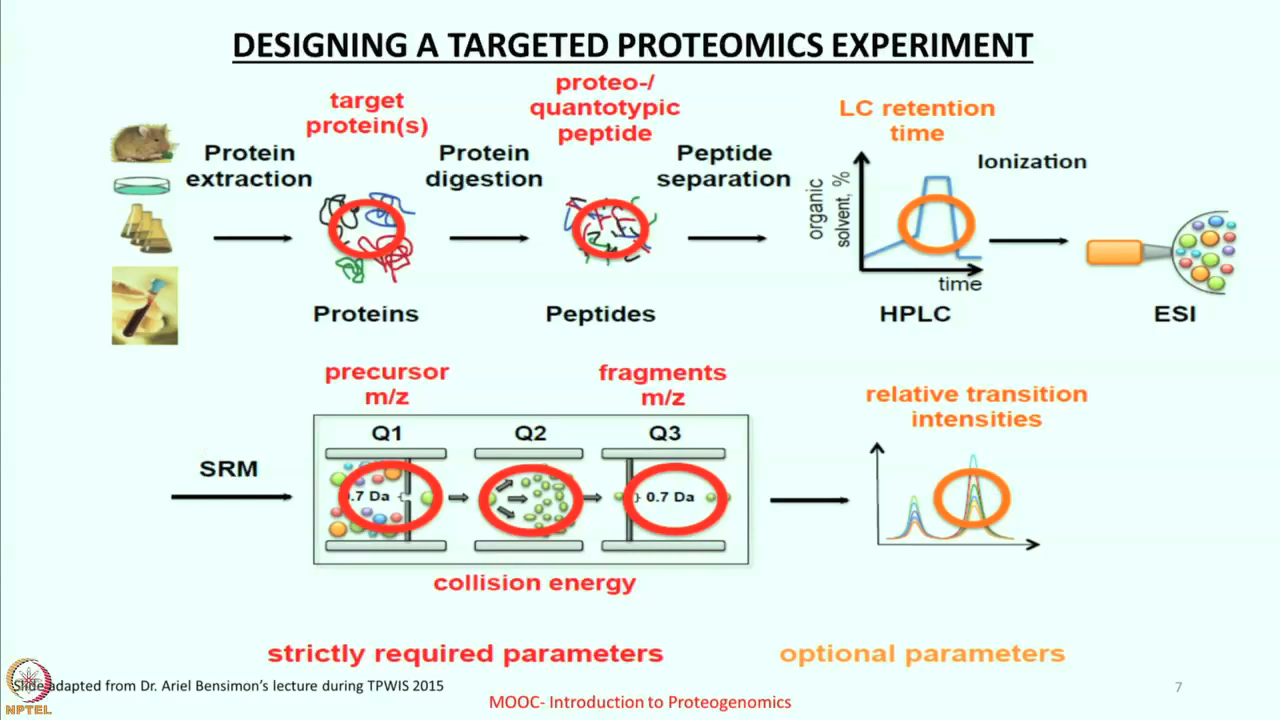 DESIGNING A TARGETED PROTEOMICS EXPERIMENT
Protein
extraction
target
protein(s)
Proteins
Protein
digestion
proteo-/
quantotypic
peptide
Peptides
Peptide
separation
LC retention
time
organic
solvent, %
time
HPLC
Ionization
ESI
SRM
precursor
m/z
fragments
m/z
Q1
Q2
Q3
.7 Da
} 0.7 Da
collision energy
relative transition
intensities
strictly required parameters
optional parameters
Slide adapted from Dr. Ariel Bensimon's lecture during TPWIS 2015
MOOC- Introduction to Proteogenomics
7
NPTEL